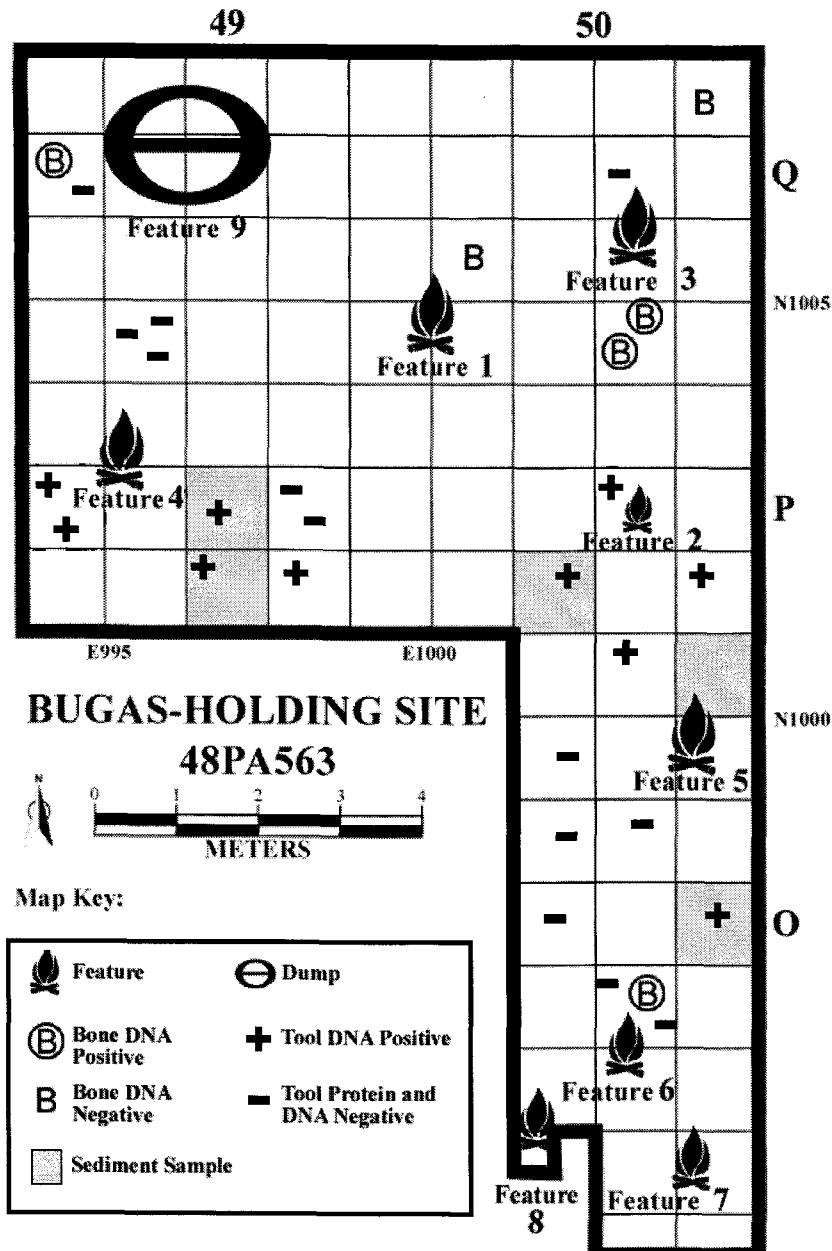 49 50
B
B
Q
Feature 9
B
Feature 3
N1005
B
B
Feature 1
Feature 4
P
Feature 2
E995 E1000
BUGAS-HOLDING SITE
48PA563
N1000
Feature 5
N
0 1 2 3 4
METERS
Map Key:
O
Feature
Dump
B Bone DNA
Positive
Tool DNA Positive
B Bone DNA
Negative
Tool Protein and
DNA Negative
Sediment Sample
B
Feature 6
Feature
8
Feature 7